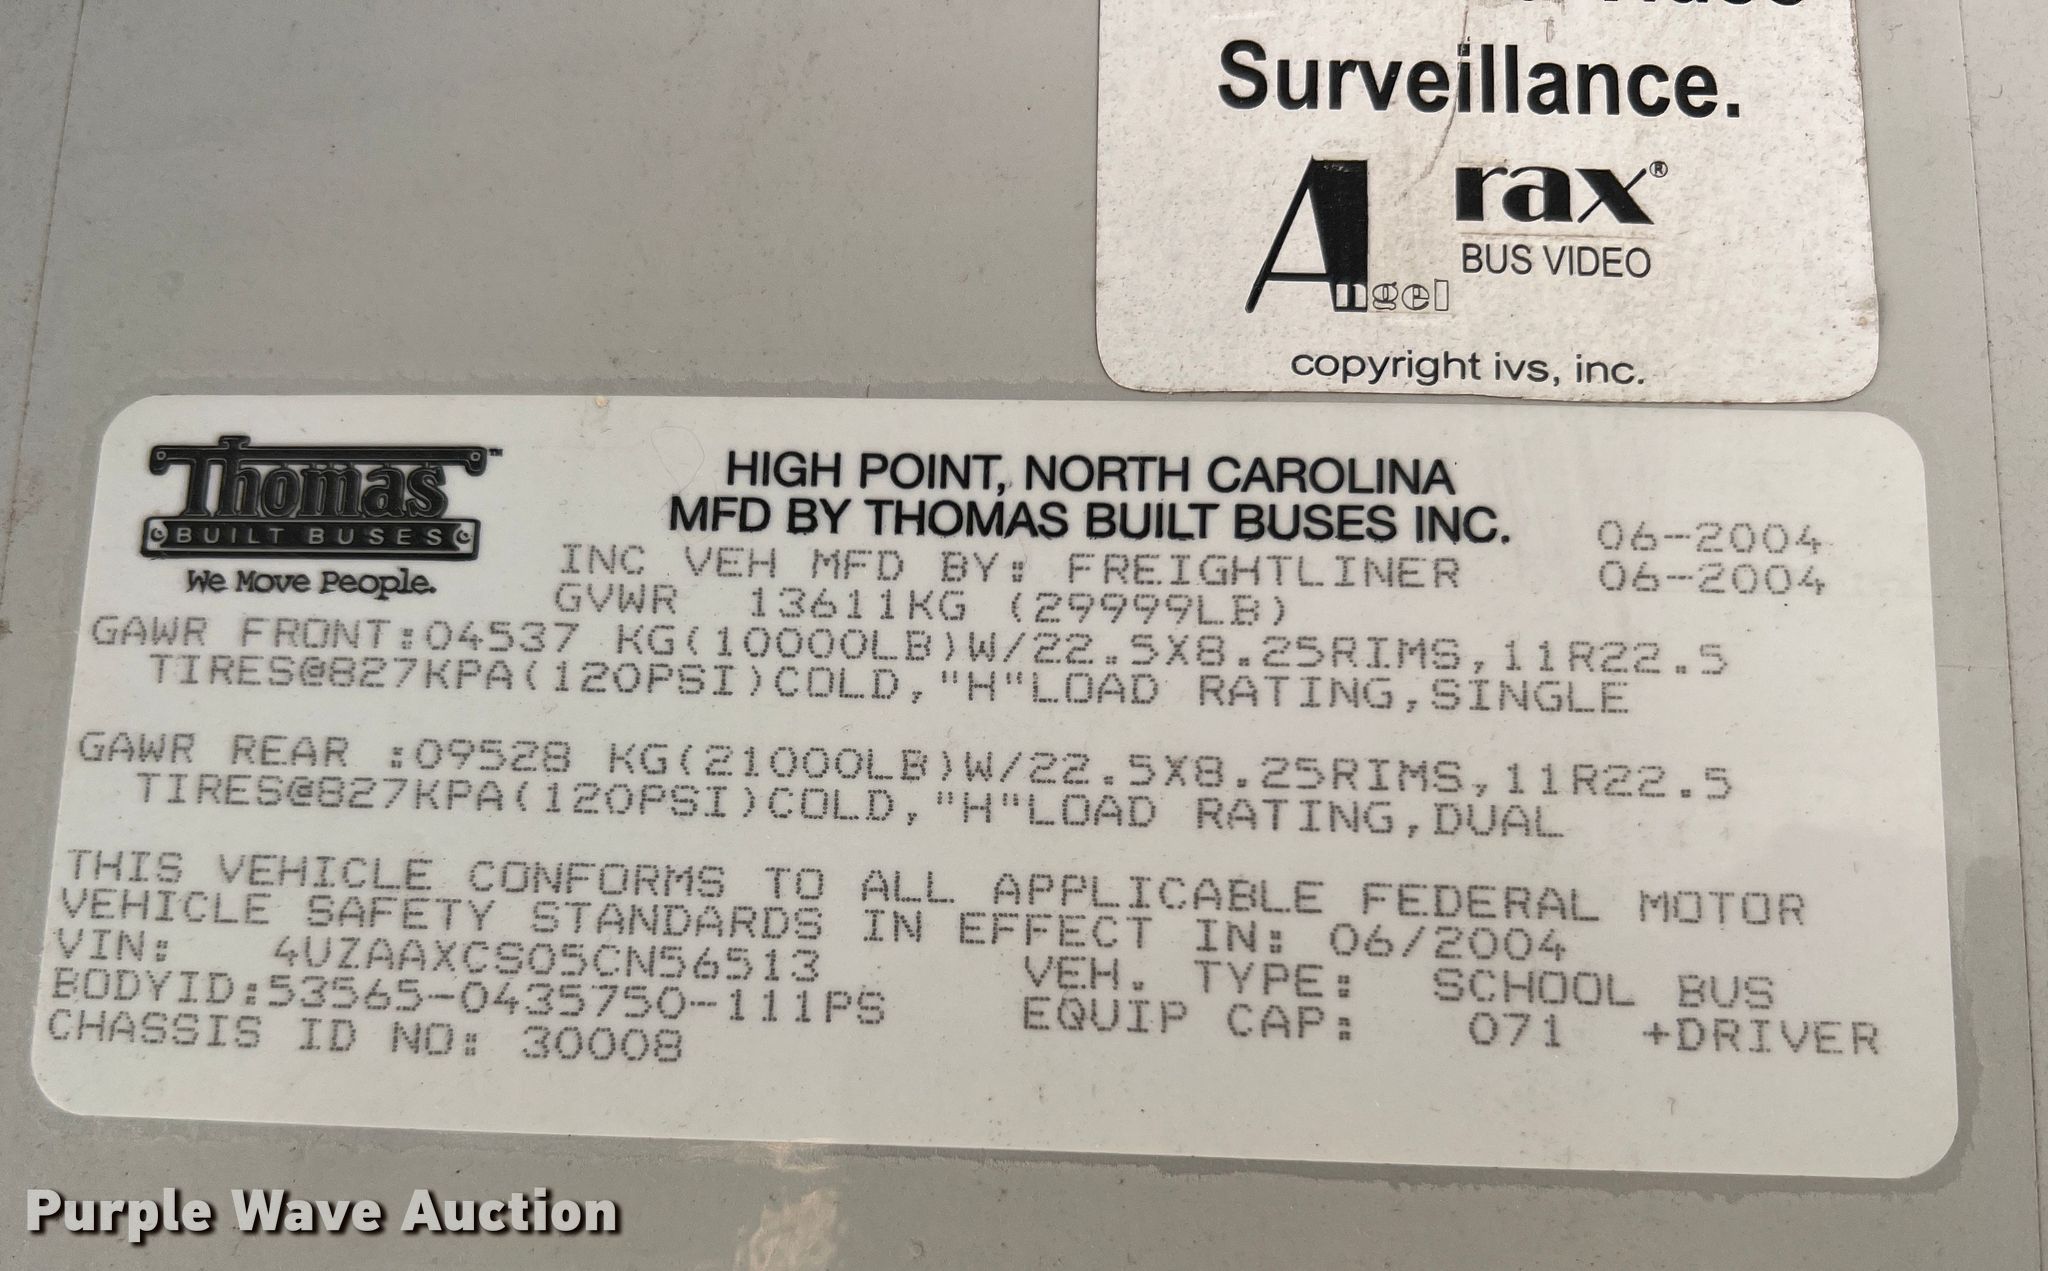 Surveillance.
Angel
rax®
BUS VIDEO
copyright ivs, inc.
Thomas™
BUILT BUSES
We Move People.
HIGH POINT, NORTH CAROLINA
MFD BY THOMAS BUILT BUSES INC. 06-2004
INC VEH MFD BY: FREIGHTLINER 06-2004
GVWR 13611KG (29999LB)
GAWR FRONT:04537 KG(10000LB)W/22.5X8.25RIMS,11R22.5
TIRES@827KPA(120PSI)COLD,"H"LOAD RATING,SINGLE
GAWR REAR :09528 KG(21000LB)W/22.5X8.25RIMS,11R22.5
TIRES@827KPA(120PSI)COLD,"H"LOAD RATING,DUAL
THIS VEHICLE CONFORMS TO ALL APPLICABLE FEDERAL MOTOR
VEHICLE SAFETY STANDARDS IN EFFECT IN: 06/2004
VIN: 4UZAAXCS05CN56513 VEH. TYPE: SCHOOL BUS
BODYID:53565-0435750-111PS EQUIP CAP: 071 +DRIVER
CHASSIS ID NO: 30008
Purple Wave Auction